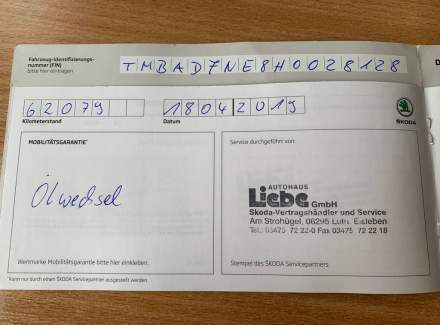 Fahrzeug-Identifizierungs-
nummer (FIN)
bitte hier eintragen
TMBAD7NE8H0028128
62079
18042019
Kilometerstand
Datum
ŠKODA
MOBILITÄTSGARANTIE*
Service durchgeführt von:
Ölwechsel
AUTOHAUS
Liebe GmbH
Skoda-Vertragshändler und Service
Am Strohügel, 06295 Luth. Eisleben
Tel.: 03475 72 22-0 Fax 03475 72 22 18
Wertmarke Mobilitätsgarantie bitte hier einkleben.
Stempel des ŠKODA Servicepartners
*Kann nur durch einen ŠKODA Servicepartner ausgestellt werden.